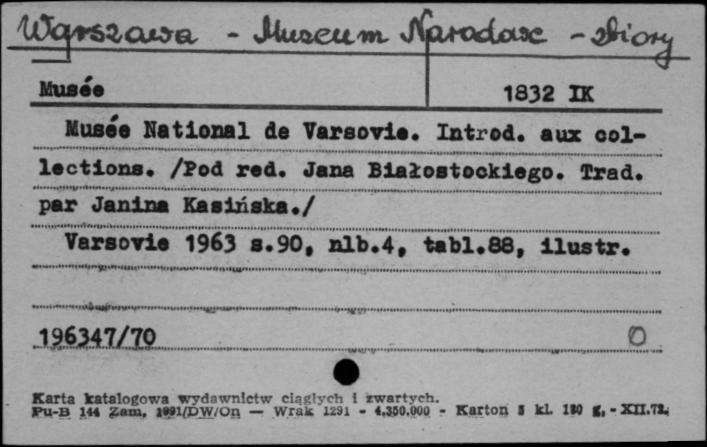 Warszawa - Muzeum Narodowe - zbiory
Musée 1832 IK
Musée National de Varsovie. Introd. aux col-
lections. /Pod red. Jana Białostockiego. Trad.
par Janina Kasińska./
Varsovie 1963 s.90, nlb.4, tabl.88, ilustr.
196347/70 O
Karta katalogowa wydawnictw ciągłych i zwartych.
Pu-B 144 Zam. 1991/DW/On — Wrak 1291 - 4.350.000 - Karton 5 kl. 180 g. - XII.72.